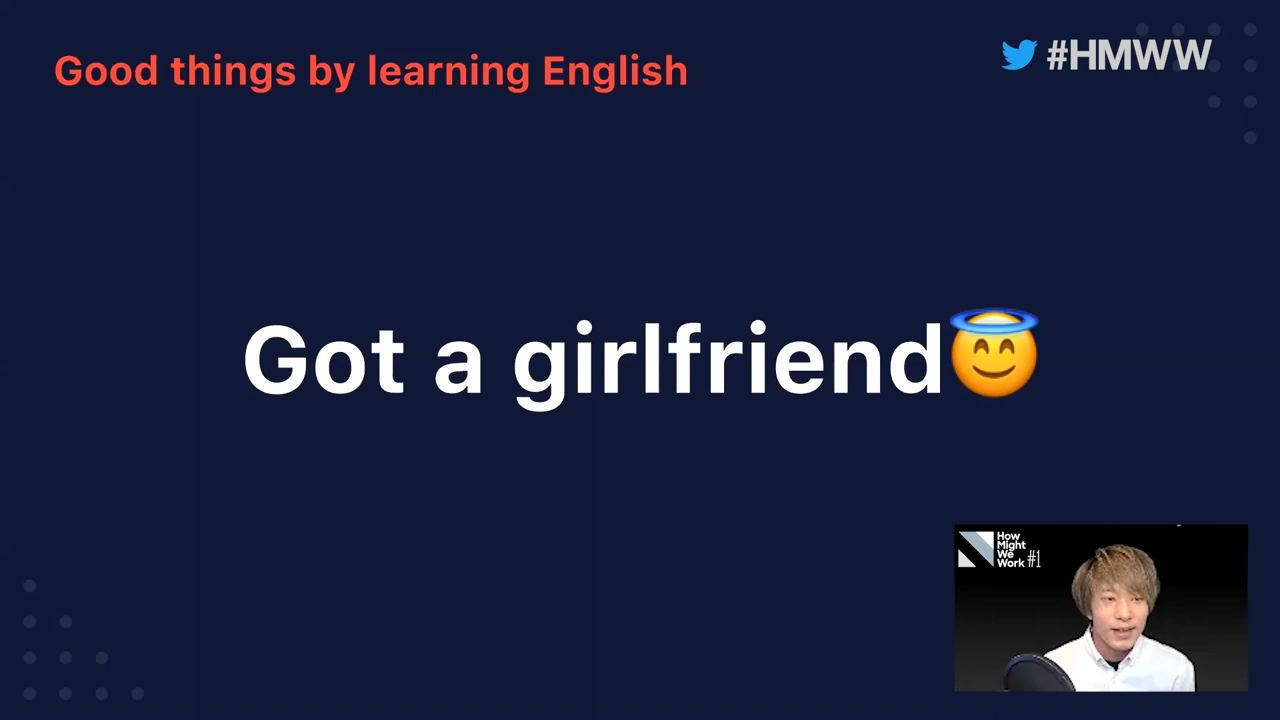 Good things by learning English
#HMWW
Got a girlfriend😇
How
Might
We
Work #1